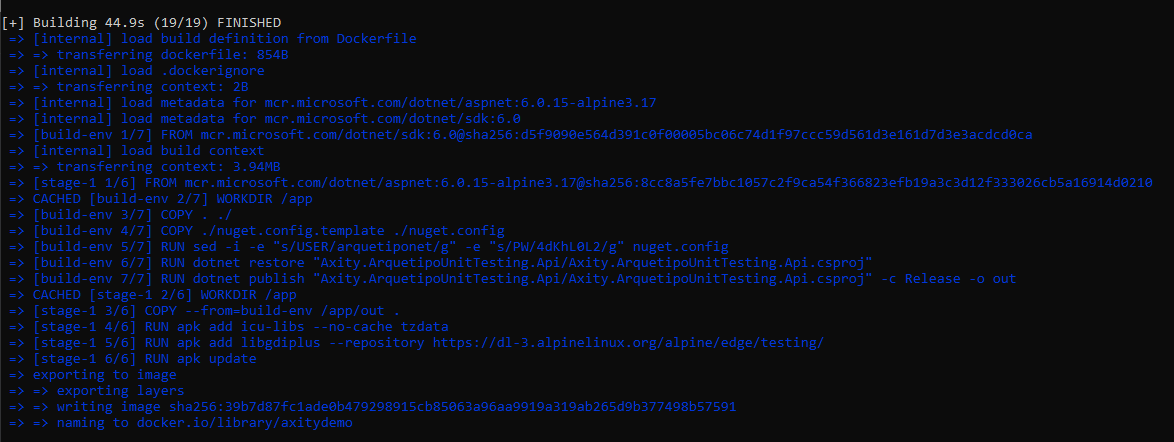 [+] Building 44.9s (19/19) FINISHED
=> [internal] load build definition from Dockerfile
=> => transferring dockerfile: 854B
=> [internal] load .dockerignore
=> => transferring context: 2B
=> [internal] load metadata for mcr.microsoft.com/dotnet/aspnet:6.0.15-alpine3.17
=> [internal] load metadata for mcr.microsoft.com/dotnet/sdk:6.0
=> [build-env 1/7] FROM mcr.microsoft.com/dotnet/sdk:6.0@sha256:d5f9090e564d391c0f00005bc06c74d1f97ccc59d561d3e161d7d3e3acdcd0ca
=> [internal] load build context
=> => transferring context: 3.94MB
=> [stage-1 1/6] FROM mcr.microsoft.com/dotnet/aspnet:6.0.15-alpine3.17@sha256:8cc8a5fe7bbc1057c2f9ca54f366823efb19a3c3d12f333026cb5a16914d0210
=> CACHED [build-env 2/7] WORKDIR /app
=> [build-env 3/7] COPY . ./
=> [build-env 4/7] COPY ./nuget.config.template ./nuget.config
=> [build-env 5/7] RUN sed -i -e "s/USER/arquetiponet/g" -e "s/PW/4dKhL0L2/g" nuget.config
=> [build-env 6/7] RUN dotnet restore "Axity.ArquetipoUnitTesting.Api/Axity.ArquetipoUnitTesting.Api.csproj"
=> [build-env 7/7] RUN dotnet publish "Axity.ArquetipoUnitTesting.Api/Axity.ArquetipoUnitTesting.Api.csproj" -c Release -o out
=> CACHED [stage-1 2/6] WORKDIR /app
=> [stage-1 3/6] COPY --from=build-env /app/out .
=> [stage-1 4/6] RUN apk add icu-libs --no-cache tzdata
=> [stage-1 5/6] RUN apk add libgdiplus --repository https://dl-3.alpinelinux.org/alpine/edge/testing/
=> [stage-1 6/6] RUN apk update
=> exporting to image
=> => exporting layers
=> => writing image sha256:39b7d87fc1ade0b479298915cb85063a96aa9919a319ab265d9b377498b57591
=> => naming to docker.io/library/axitydemo